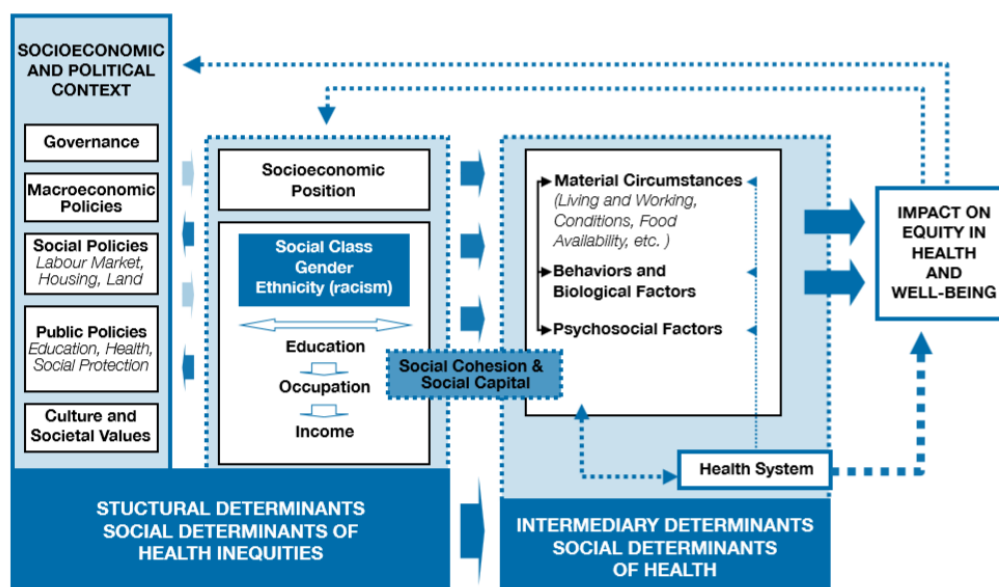 SOCIOECONOMIC
AND POLITICAL
CONTEXT
Governance
Macroeconomic
Policies
Social Policies
Labour Market,
Housing, Land
Public Policies
Education, Health,
Social Protection
Culture and
Societal Values
Socioeconomic
Position
Social Class
Gender
Ethnicity (racism)
Education
Occupation
Income
Social Cohesion &
Social Capital
Material Circumstances
(Living and Working,
Conditions, Food
Availability, etc. )
Behaviors and
Biological Factors
Psychosocial Factors
Health System
IMPACT ON
EQUITY IN
HEALTH
AND
WELL-BEING
STUCTURAL DETERMINANTS
SOCIAL DETERMINANTS OF
HEALTH INEQUITIES
INTERMEDIARY DETERMINANTS
SOCIAL DETERMINANTS
OF HEALTH